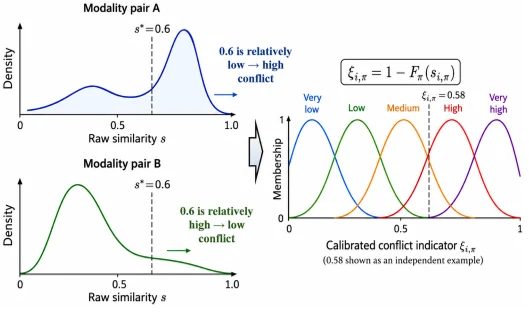 Modality pair A
s*=0.6
0.6 is relatively
low → high
conflict
Density
0
0.5
1.0
Raw similarity s
Modality pair B
s*=0.6
0.6 is relatively
high → low
conflict
Density
0
0.5
1.0
Raw similarity s
ξi,π = 1 − Fπ(si,π)
ξi,π = 0.58
Very
low
Low
Medium
High
Very
high
1
Membership
0
0
0.5
1
Calibrated conflict indicator ξi,π
(0.58 shown as an independent example)